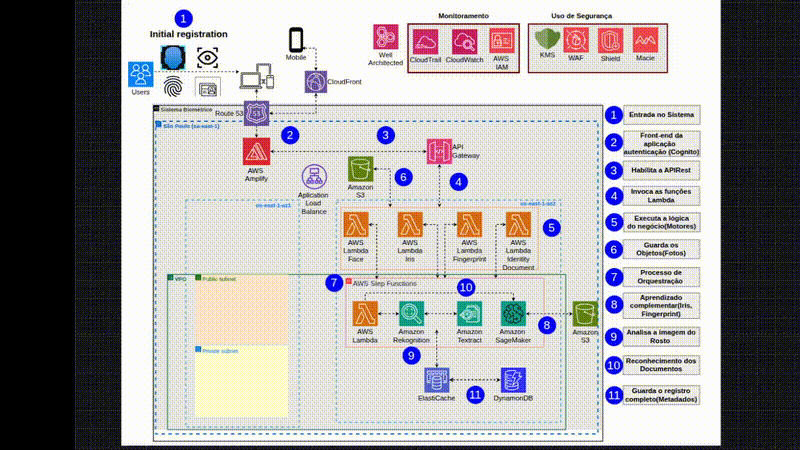 1
Initial registration
Monitoramento
Uso de Segurança
Mobile
Well
Architected
CloudTrail
CloudWatch
AWS
IAM
KMS
WAF
Shield
Macie
Users
CloudFront
Sistema Biométrico
Route 53
São Paulo (sa-east-1)
2
3
AWS
Amplify
API
Gateway
Aplication
Load
Balance
Amazon
S3
6
4
sa-east-1-az1
sa-east-1-az2
AWS
Lambda
Face
AWS
Lambda
Iris
AWS
Lambda
Fingerprint
AWS
Lambda
Identity
Document
5
VPC
Public subnet
7
AWS Step Functions
10
AWS
Lambda
Amazon
Rekognition
Amazon
Textract
Amazon
SageMaker
8
Amazon
S3
Private subnet
9
ElastiCache
11
DynamonDB
1 Entrada no Sistema
2 Front-end da
aplicação
autenticação (Cognito)
3 Habilita a APIRest
4 Invoca as funções
Lambda
5 Executa a lógica
do negócio(Motores)
6 Guarda os
Objetos(Fotos)
7 Processo de
Orquestração
8 Aprendizado
complementar(Iris,
Fingerprint)
9 Analisa a imagem do
Rosto
10 Reconhecimento dos
Documentos
11 Guarda o registro
completo(Metadados)